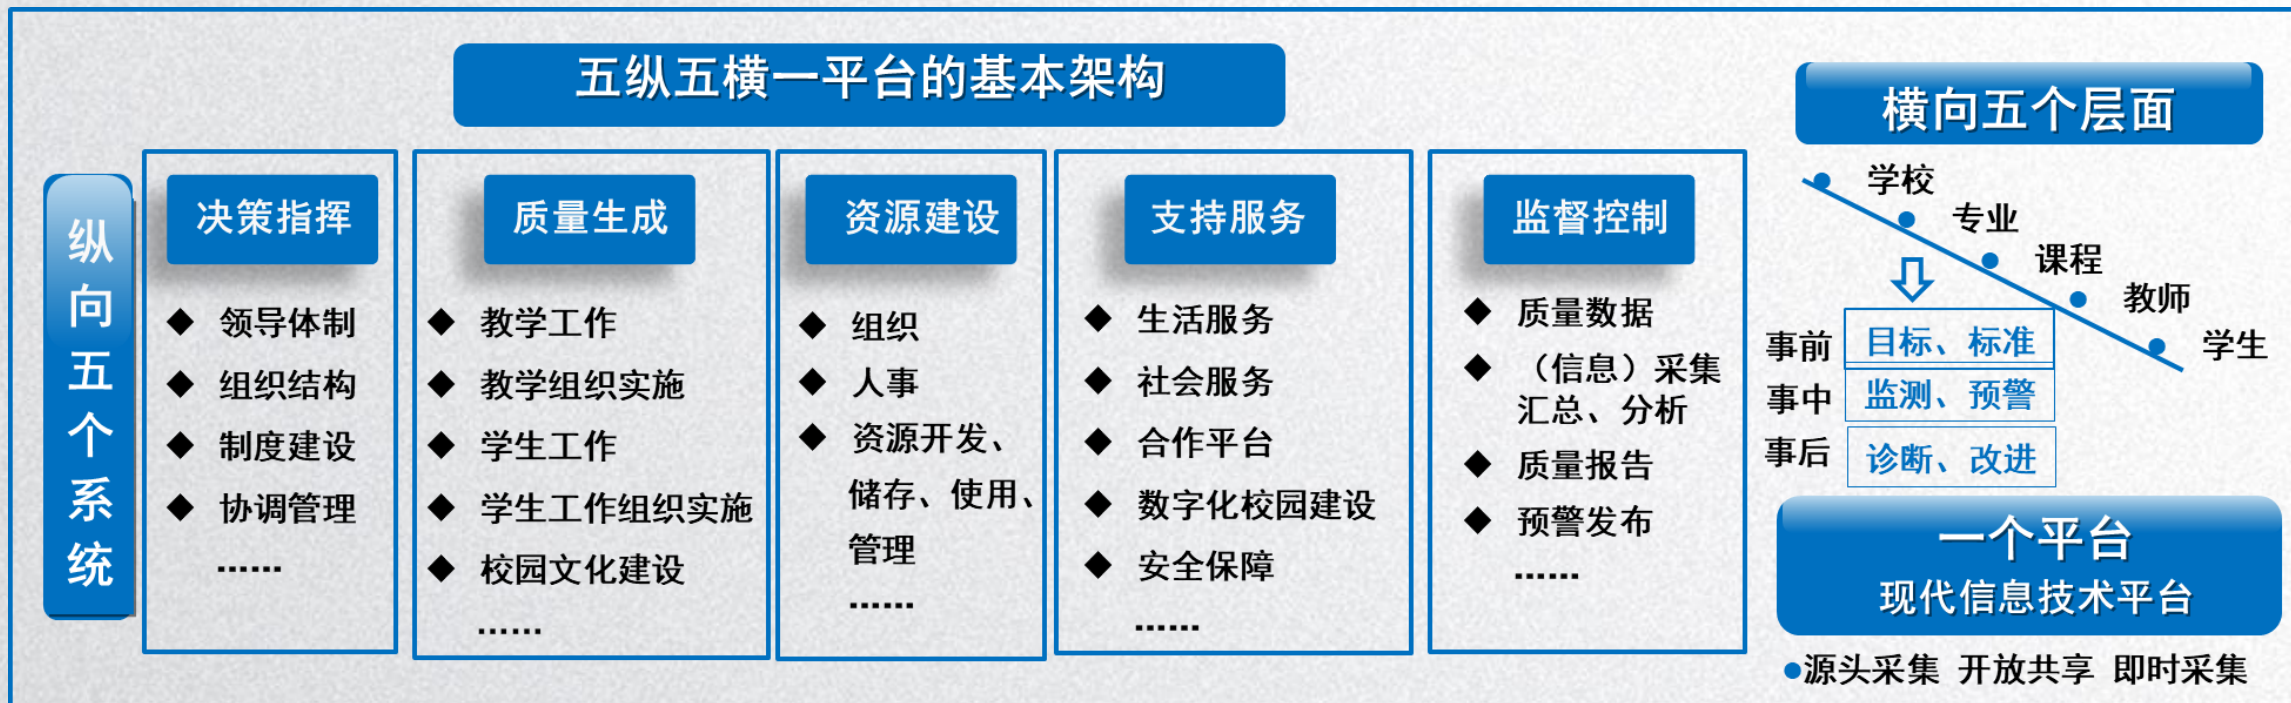 五纵五横一平台的基本架构
纵向五个系统
决策指挥
◆ 领导体制
◆ 组织结构
◆ 制度建设
◆ 协调管理
……
质量生成
◆ 教学工作
◆ 教学组织实施
◆ 学生工作
◆ 学生工作组织实施
◆ 校园文化建设
……
资源建设
◆ 组织
◆ 人事
◆ 资源开发、
储存、使用、
管理
……
支持服务
◆ 生活服务
◆ 社会服务
◆ 合作平台
◆ 数字化校园建设
◆ 安全保障
……
监督控制
◆ 质量数据
◆ （信息）采集
汇总、分析
◆ 质量报告
◆ 预警发布
……
横向五个层面
学校
专业
课程
教师
学生
事前 目标、标准
事中 监测、预警
事后 诊断、改进
一个平台
现代信息技术平台
●源头采集 开放共享 即时采集